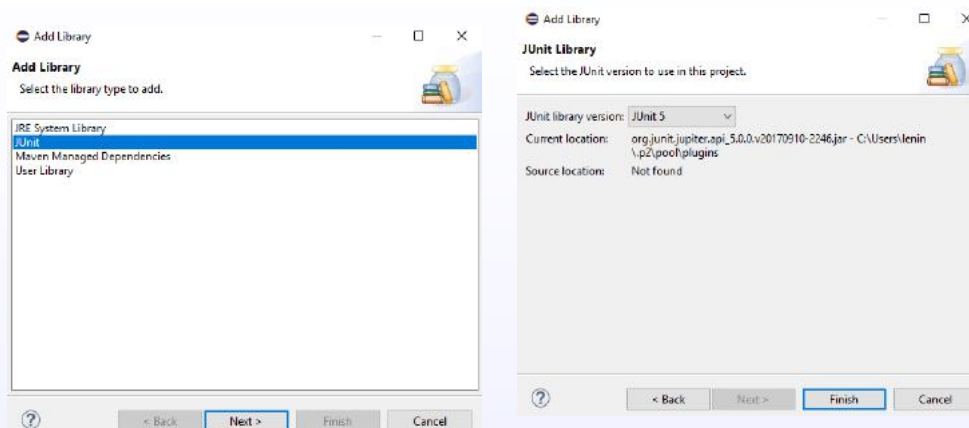 Add Library
Add Library
Select the library type to add.
JRE System Library
JUnit
Maven Managed Dependencies
User Library
?
< Back
Next >
Finish
Cancel
Add Library
JUnit Library
Select the JUnit version to use in this project.
JUnit library version: JUnit 5
Current location: org.junit.jupiter.api_5.0.0.v20170910-2246.jar - C:\Users\lenin
\.p2\pool\plugins
Source location: Not found
?
< Back
Next >
Finish
Cancel